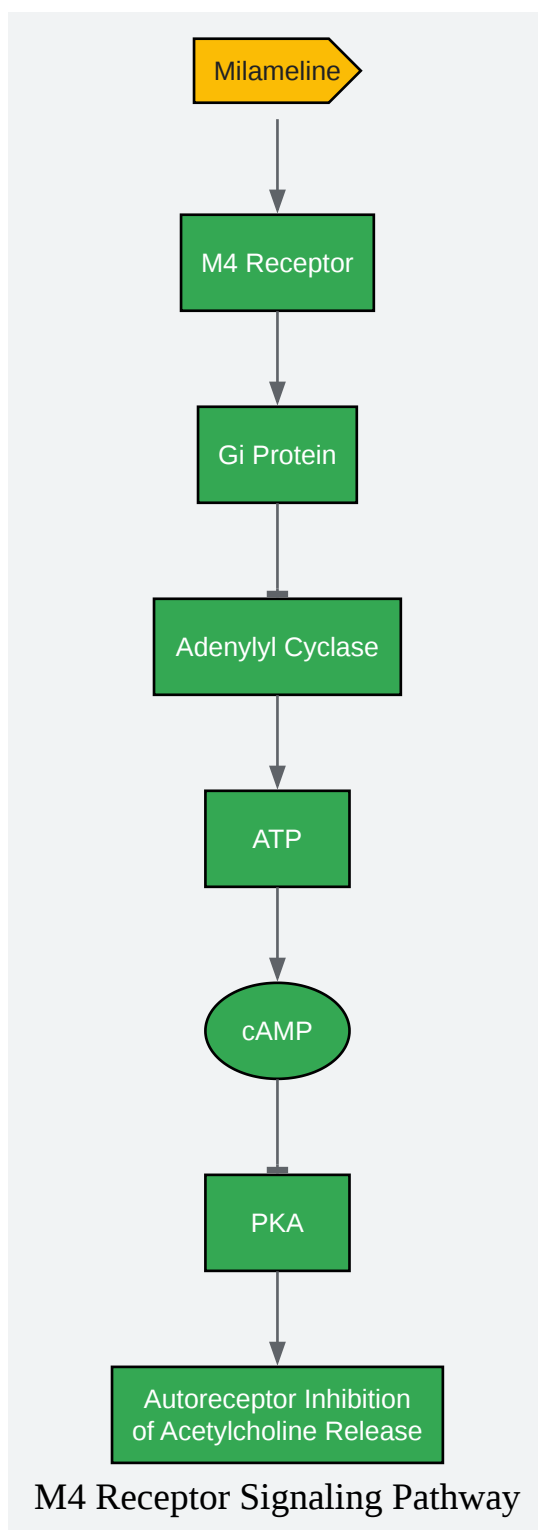 Milameline
M4 Receptor
Gi Protein
Adenylyl Cyclase
ATP
cAMP
PKA
Autoreceptor Inhibition
of Acetylcholine Release
M4 Receptor Signaling Pathway